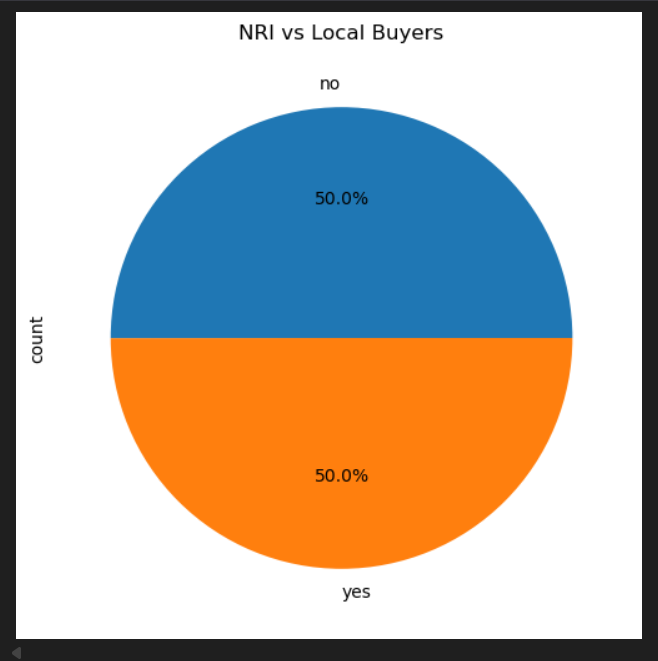 NRI vs Local Buyers
no
50.0%
count
50.0%
yes